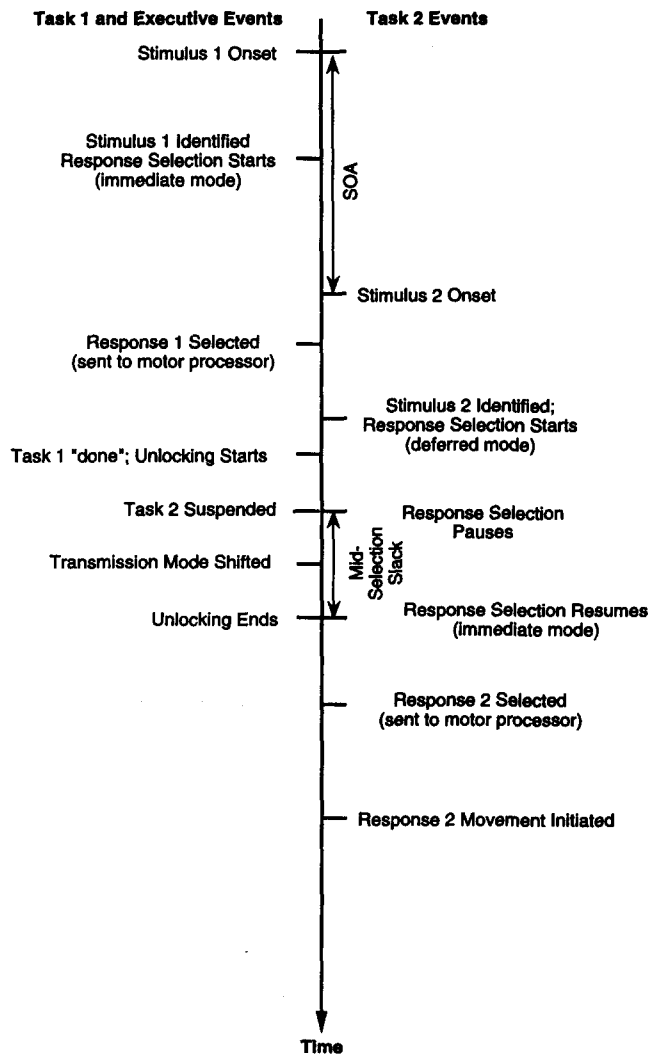 Task 1 and Executive Events
Task 2 Events
Stimulus 1 Onset
Stimulus 1 Identified
Response Selection Starts
(immediate mode)
SOA
Stimulus 2 Onset
Response 1 Selected
(sent to motor processor)
Stimulus 2 Identified;
Response Selection Starts
(deferred mode)
Task 1 "done"; Unlocking Starts
Task 2 Suspended
Response Selection
Pauses
Mid-
Selection
Slack
Transmission Mode Shifted
Unlocking Ends
Response Selection Resumes
(immediate mode)
Response 2 Selected
(sent to motor processor)
Response 2 Movement Initiated
Time